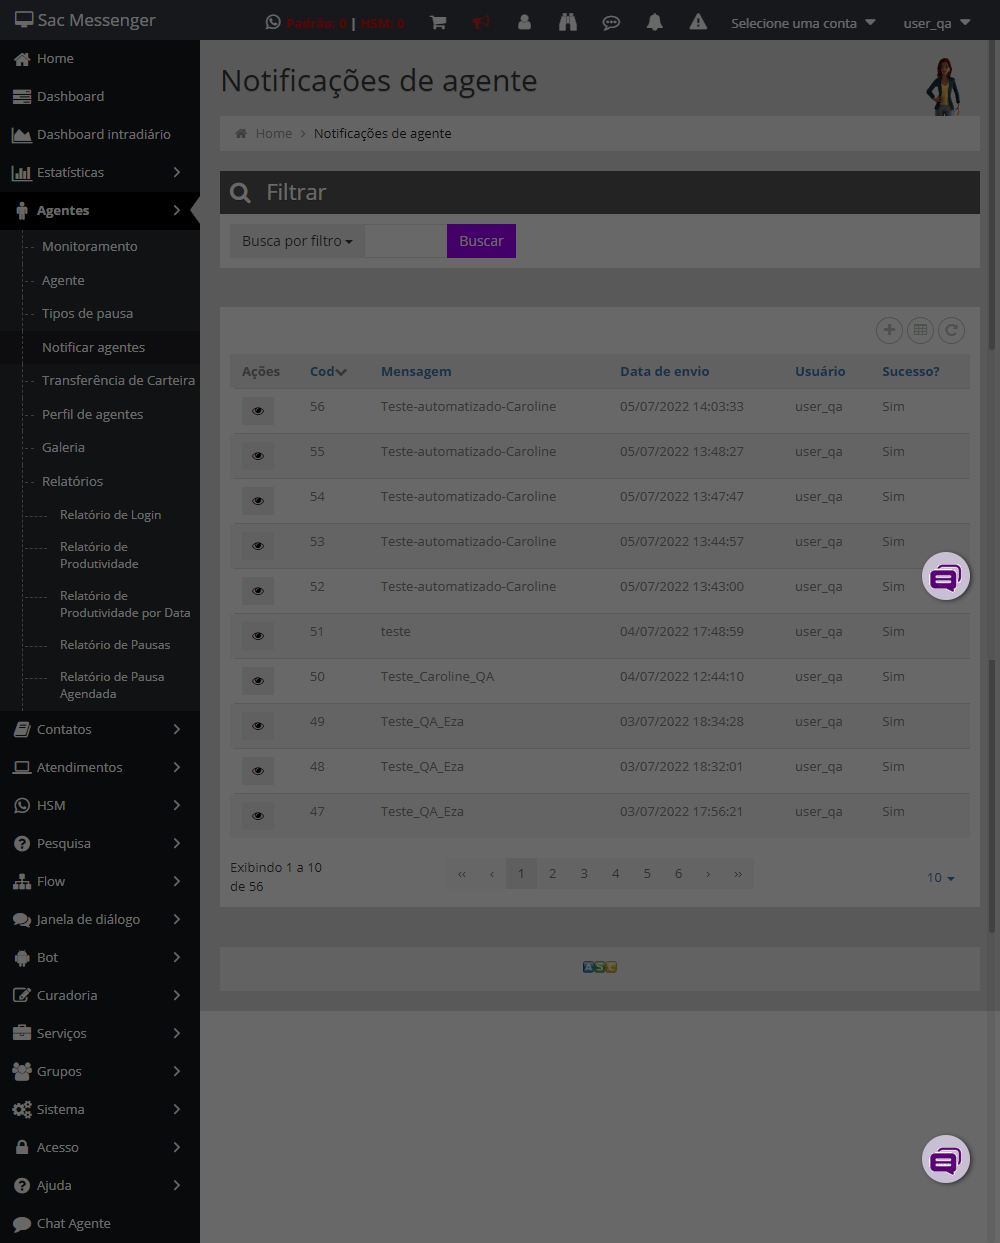 Sac Messenger
Padrão: 0 | HSM: 0
Selecione uma conta
user_qa
Home
Dashboard
Dashboard intradiário
Estatísticas
Agentes
Monitoramento
Agente
Tipos de pausa
Notificar agentes
Transferência de Carteira
Perfil de agentes
Galeria
Relatórios
Relatório de Login
Relatório de
Produtividade
Relatório de
Produtividade por Data
Relatório de Pausas
Relatório de Pausa
Agendada
Contatos
Atendimentos
HSM
Pesquisa
Flow
Janela de diálogo
Bot
Curadoria
Serviços
Grupos
Sistema
Acesso
Ajuda
Chat Agente
Notificações de agente
Home > Notificações de agente
Filtrar
Busca por filtro
Buscar
Ações Cod Mensagem Data de envio Usuário Sucesso?
56 Teste-automatizado-Caroline 05/07/2022 14:03:33 user_qa Sim
55 Teste-automatizado-Caroline 05/07/2022 13:48:27 user_qa Sim
54 Teste-automatizado-Caroline 05/07/2022 13:47:47 user_qa Sim
53 Teste-automatizado-Caroline 05/07/2022 13:44:57 user_qa Sim
52 Teste-automatizado-Caroline 05/07/2022 13:43:00 user_qa Sim
51 teste 04/07/2022 17:48:59 user_qa Sim
50 Teste_Caroline_QA 04/07/2022 12:44:10 user_qa Sim
49 Teste_QA_Eza 03/07/2022 18:34:28 user_qa Sim
48 Teste_QA_Eza 03/07/2022 18:32:01 user_qa Sim
47 Teste_QA_Eza 03/07/2022 17:56:21 user_qa Sim
Exibindo 1 a 10
de 56
‹‹ ‹ 1 2 3 4 5 6 › ››
10
ASC